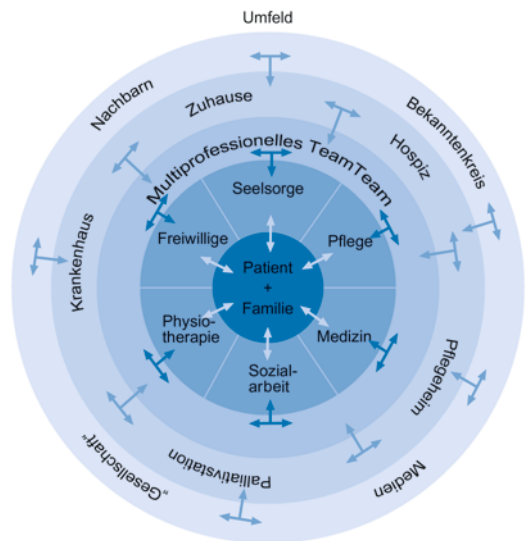 Umfeld
Nachbarn
Bekanntenkreis
Zuhause
Hospiz
Multiprofessionelles TeamTeam
Seelsorge
Freiwillige
Pflege
Krankenhaus
Patient
+
Familie
Physio-
therapie
Medizin
Sozial-
arbeit
Pflegeheim
Palliativstation
„Gesellschaft“
Medien